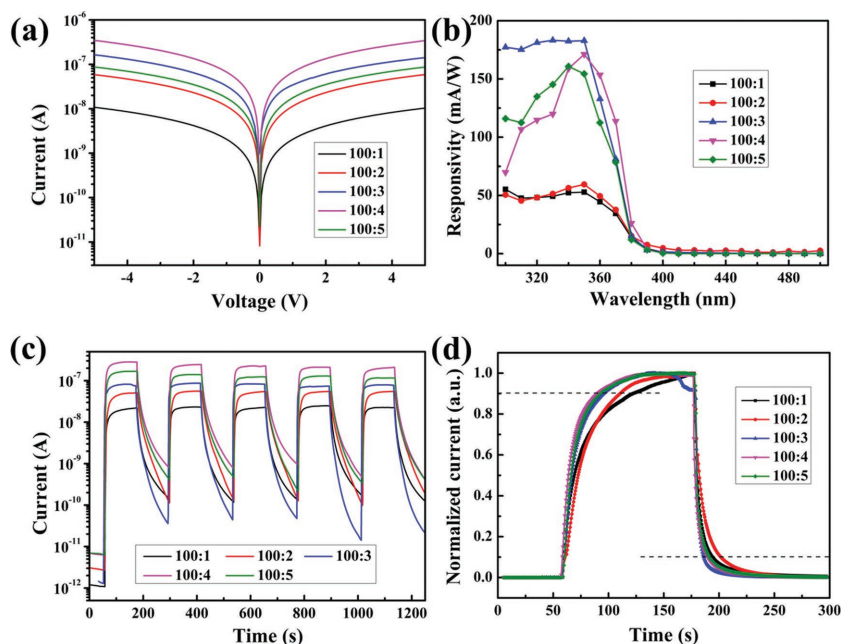 (a)
10⁻⁶
10⁻⁷
10⁻⁸
10⁻⁹
10⁻¹⁰
10⁻¹¹
Current (A)
100:1
100:2
100:3
100:4
100:5
-4 -2 0 2 4
Voltage (V)
(b)
200
150
100
50
0
Responsivity (mA/W)
100:1
100:2
100:3
100:4
100:5
320 360 400 440 480
Wavelength (nm)
(c)
10⁻⁶
10⁻⁷
10⁻⁸
10⁻⁹
10⁻¹⁰
10⁻¹¹
10⁻¹²
Current (A)
100:1 100:2 100:3
100:4 100:5
0 200 400 600 800 1000 1200
Time (s)
(d)
1.0
0.8
0.6
0.4
0.2
0.0
Normalized current (a.u.)
100:1
100:2
100:3
100:4
100:5
0 50 100 150 200 250 300
Time (s)